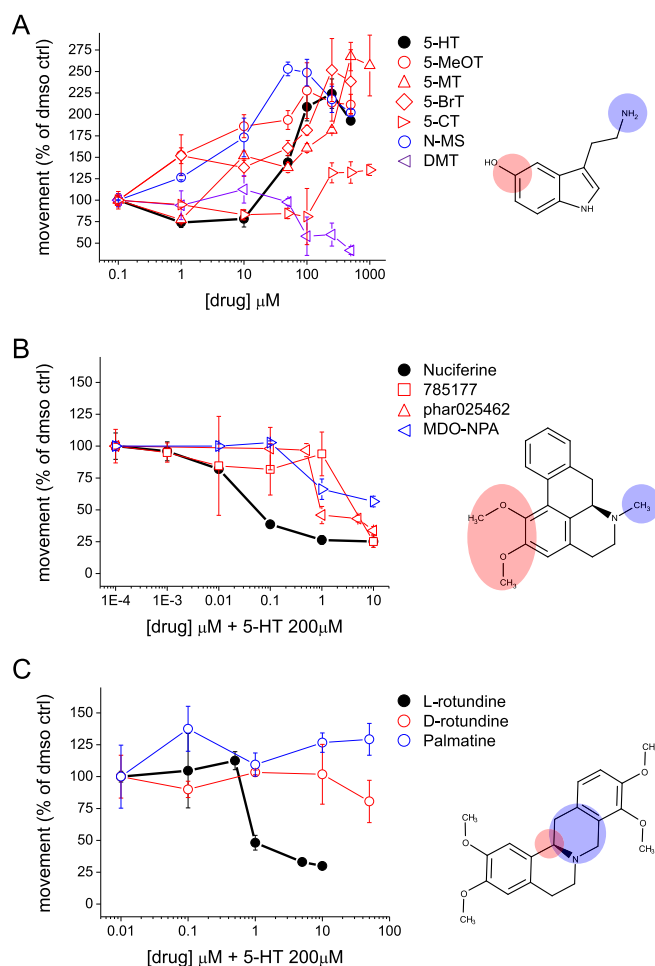 A
movement (% of dmso ctrl)
275
250
225
200
175
150
125
100
75
50
0.1
1
10
100
1000
[drug] μM
5-HT
5-MeOT
5-MT
5-BrT
5-CT
N-MS
DMT
NH₂
HO
NH
B
movement (% of dmso ctrl)
150
125
100
75
50
25
0
1E-4
1E-3
0.01
0.1
1
10
[drug] μM + 5-HT 200μM
Nuciferine
785177
phar025462
MDO-NPA
H₃C
O
N
CH₃
O
CH₃
C
movement (% of dmso ctrl)
150
125
100
75
50
25
0
0.01
0.1
1
10
100
[drug] μM + 5-HT 200μM
L-rotundine
D-rotundine
Palmatine
CH₃
O
O
CH₃
H₃C
O
N
O
CH₃